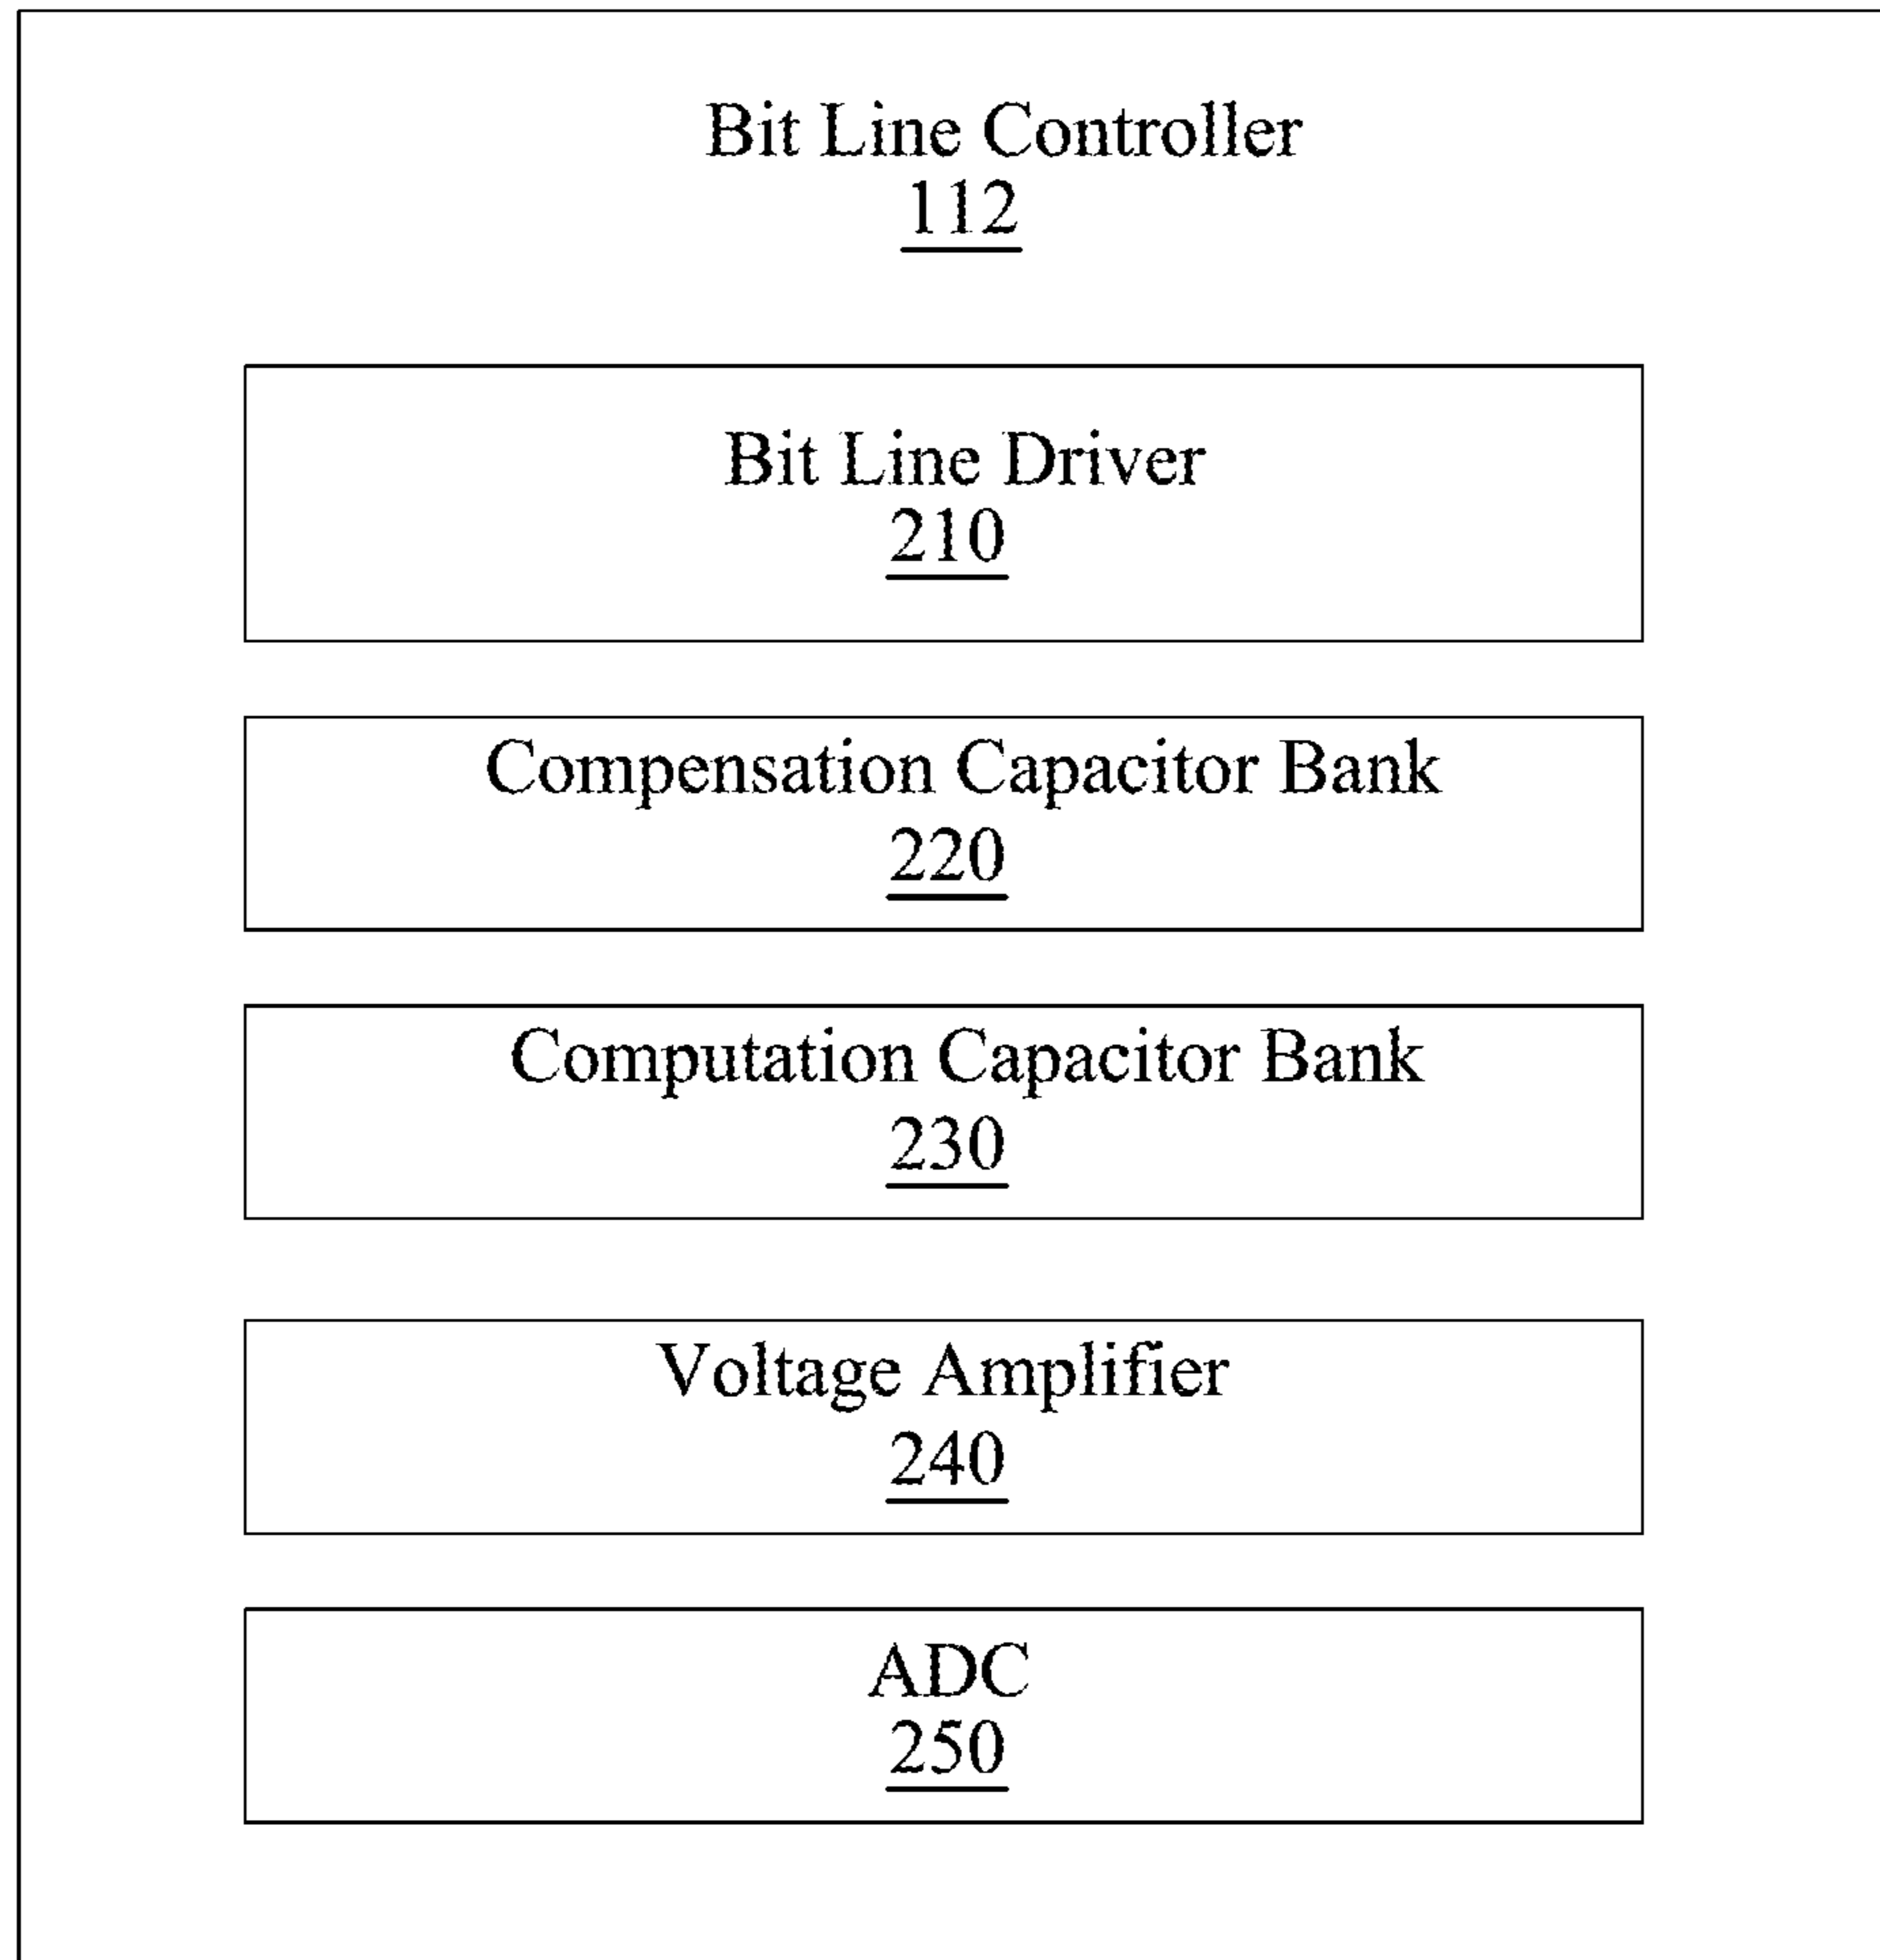 Bit Line Controller
112
Bit Line Driver
210
Compensation Capacitor Bank
220
Computation Capacitor Bank
230
Voltage Amplifier
240
ADC
250